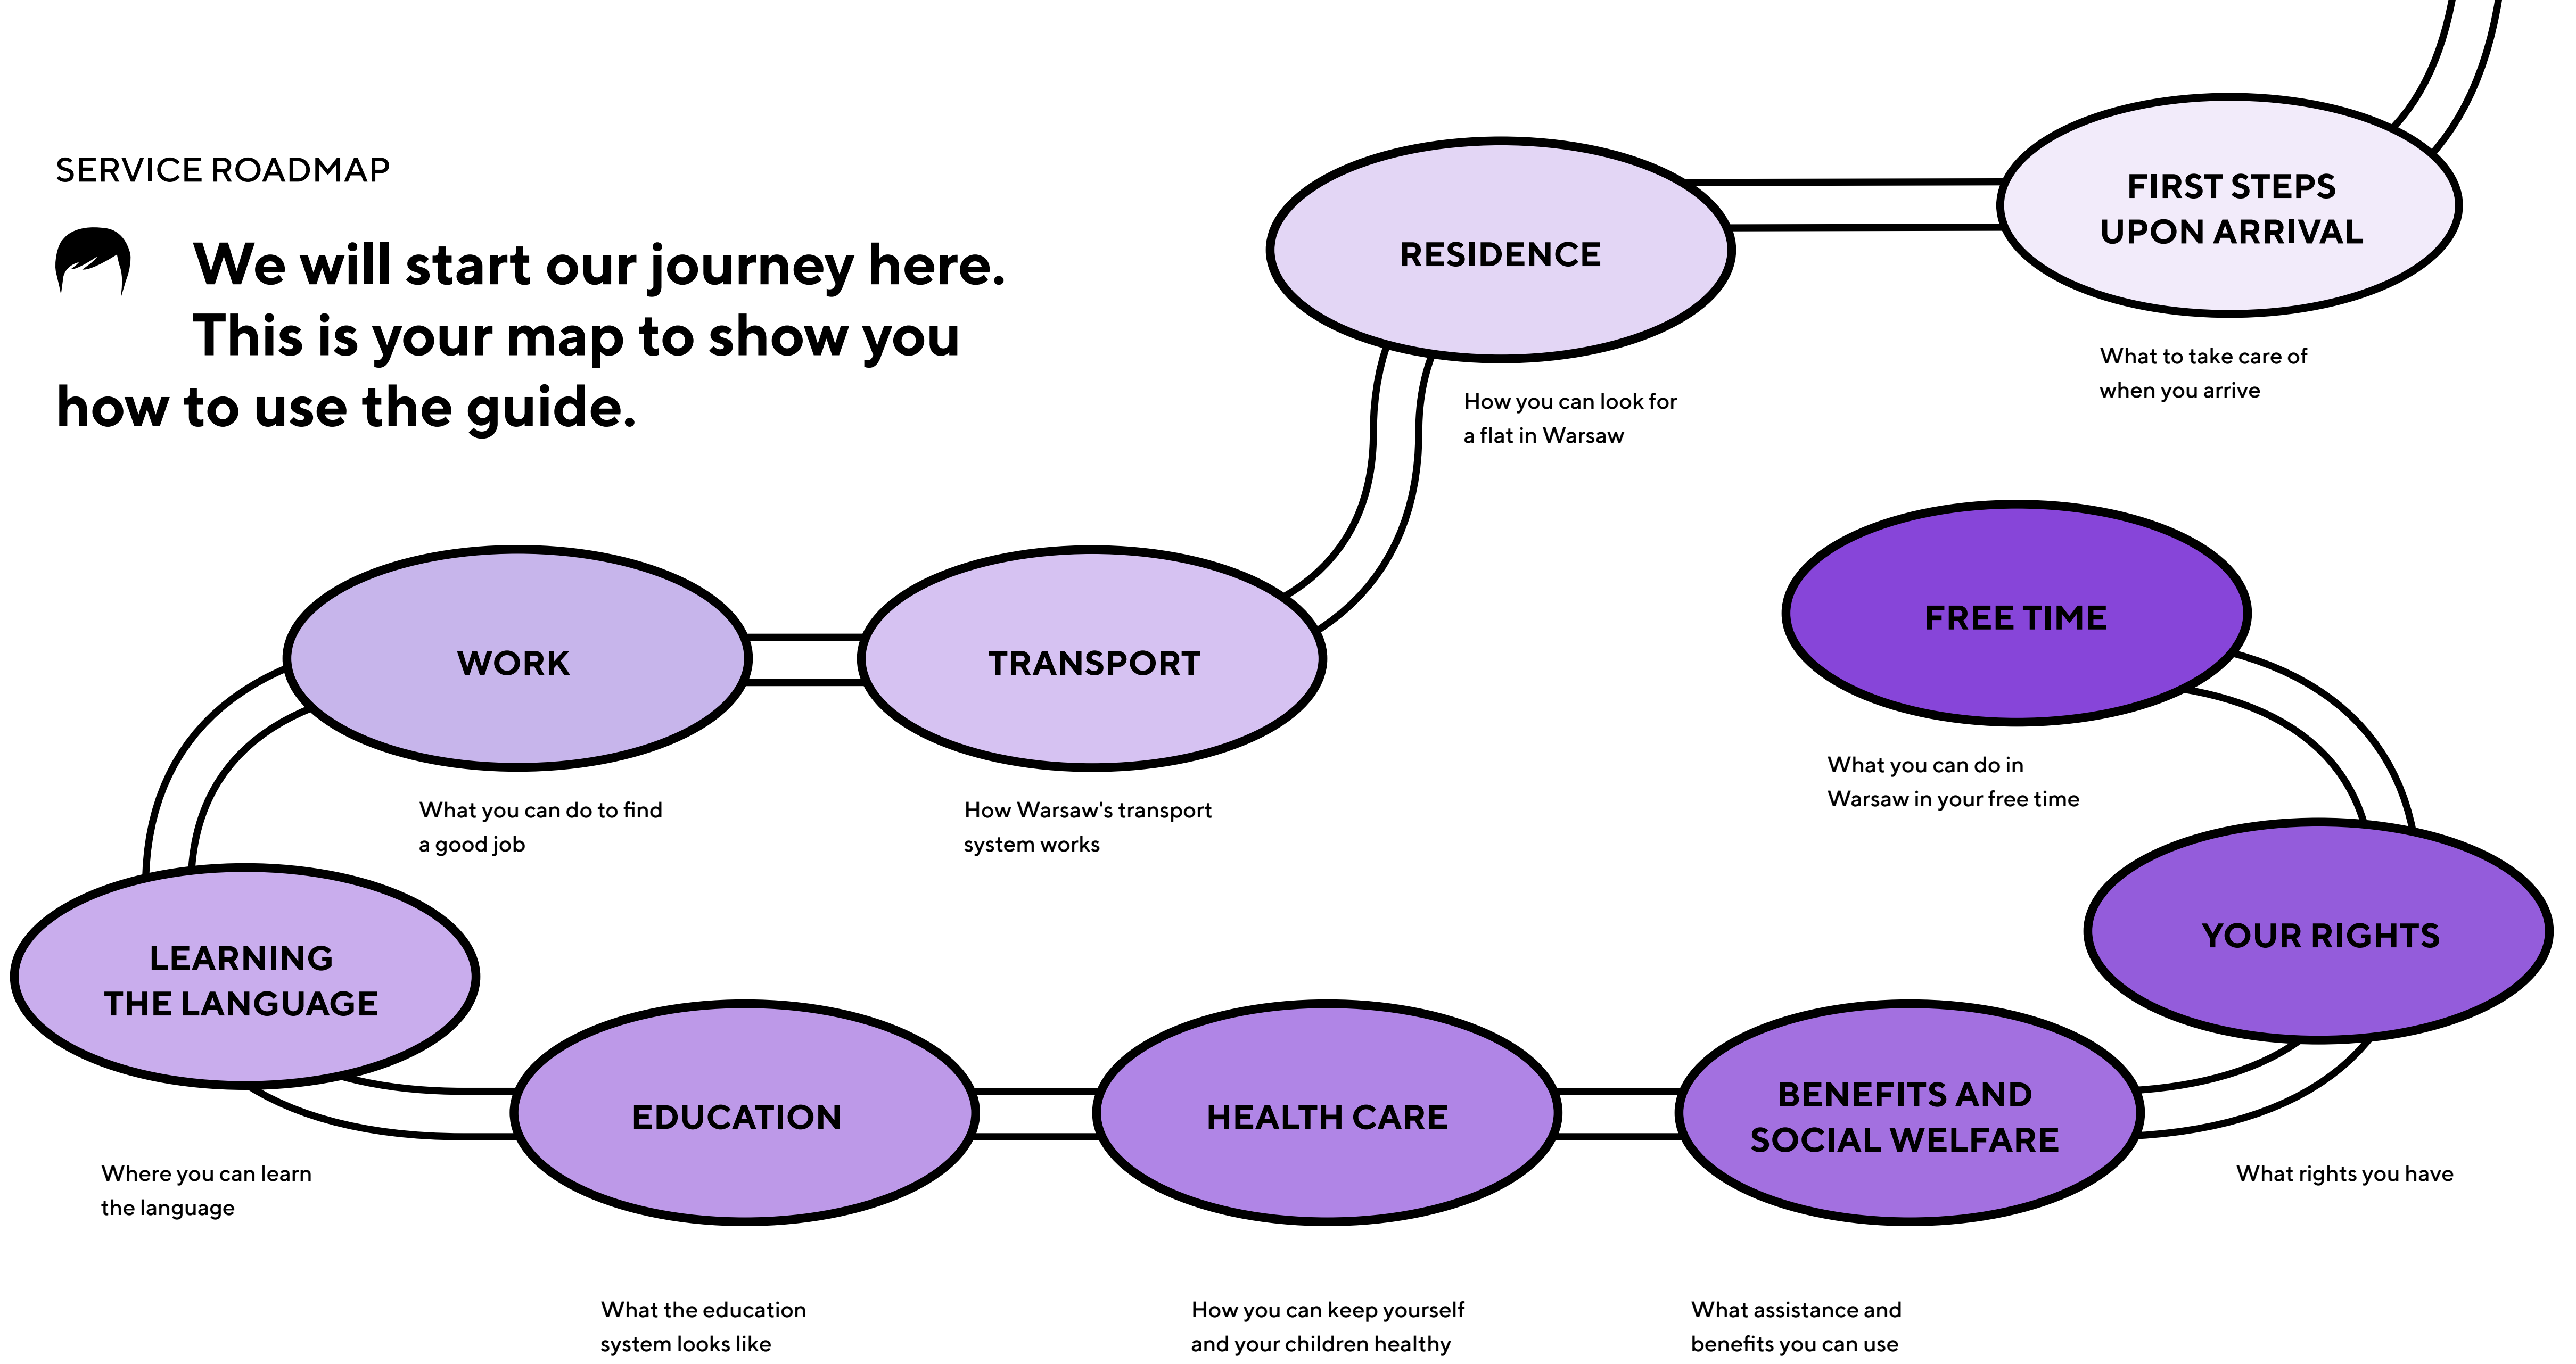 SERVICE ROADMAP
We will start our journey here.
This is your map to show you
how to use the guide.
FIRST STEPS
UPON ARRIVAL
What to take care of
when you arrive
RESIDENCE
How you can look for
a flat in Warsaw
TRANSPORT
How Warsaw's transport
system works
WORK
What you can do to find
a good job
LEARNING
THE LANGUAGE
Where you can learn
the language
EDUCATION
What the education
system looks like
HEALTH CARE
How you can keep yourself
and your children healthy
BENEFITS AND
SOCIAL WELFARE
What assistance and
benefits you can use
YOUR RIGHTS
What rights you have
FREE TIME
What you can do in
Warsaw in your free time